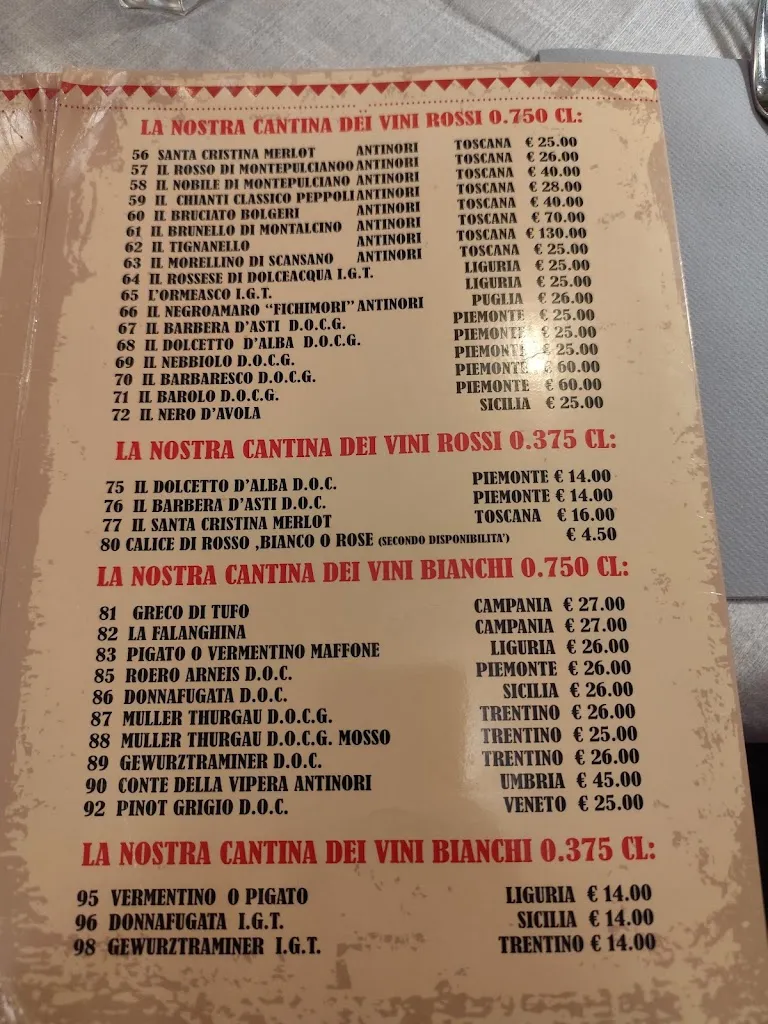 LA NOSTRA CANTINA DEI VINI ROSSI 0.750 CL:
56 SANTA CRISTINA MERLOT ANTINORI TOSCANA € 25.00
57 IL ROSSO DI MONTEPULCIANOO ANTINORI TOSCANA € 26.00
58 IL NOBILE DI MONTEPULCIANO ANTINORI TOSCANA € 40.00
59 IL CHIANTI CLASSICO PEPPOLI ANTINORI TOSCANA € 28.00
60 IL BRUCIATO BOLGERI ANTINORI TOSCANA € 40.00
61 IL BRUNELLO DI MONTALCINO ANTINORI TOSCANA € 70.00
62 IL TIGNANELLO ANTINORI TOSCANA € 130.00
63 IL MORELLINO DI SCANSANO ANTINORI TOSCANA € 25.00
64 IL ROSSESE DI DOLCEACQUA I.G.T. LIGURIA € 25.00
65 L'ORMEASCO I.G.T. LIGURIA € 25.00
66 IL NEGROAMARO "FICHIMORI" ANTINORI PUGLIA € 26.00
67 IL BARBERA D'ASTI D.O.C.G. PIEMONTE € 25.00
68 IL DOLCETTO D'ALBA D.O.C.G. PIEMONTE € 25.00
69 IL NEBBIOLO D.O.C.G. PIEMONTE € 25.00
70 IL BARBARESCO D.O.C.G. PIEMONTE € 60.00
71 IL BAROLO D.O.C.G. PIEMONTE € 60.00
72 IL NERO D'AVOLA SICILIA € 25.00
LA NOSTRA CANTINA DEI VINI ROSSI 0.375 CL:
75 IL DOLCETTO D'ALBA D.O.C. PIEMONTE € 14.00
76 IL BARBERA D'ASTI D.O.C. PIEMONTE € 14.00
77 IL SANTA CRISTINA MERLOT TOSCANA € 16.00
80 CALICE DI ROSSO ,BIANCO O ROSE (SECONDO DISPONIBILITA') € 4.50
LA NOSTRA CANTINA DEI VINI BIANCHI 0.750 CL:
81 GRECO DI TUFO CAMPANIA € 27.00
82 LA FALANGHINA CAMPANIA € 27.00
83 PIGATO O VERMENTINO MAFFONE LIGURIA € 26.00
85 ROERO ARNEIS D.O.C. PIEMONTE € 26.00
86 DONNAFUGATA D.O.C. SICILIA € 26.00
87 MULLER THURGAU D.O.C.G. TRENTINO € 26.00
88 MULLER THURGAU D.O.C.G. MOSSO TRENTINO € 25.00
89 GEWURZTRAMINER D.O.C. TRENTINO € 26.00
90 CONTE DELLA VIPERA ANTINORI UMBRIA € 45.00
92 PINOT GRIGIO D.O.C. VENETO € 25.00
LA NOSTRA CANTINA DEI VINI BIANCHI 0.375 CL:
95 VERMENTINO O PIGATO LIGURIA € 14.00
96 DONNAFUGATA I.G.T. SICILIA € 14.00
98 GEWURZTRAMINER I.G.T. TRENTINO € 14.00